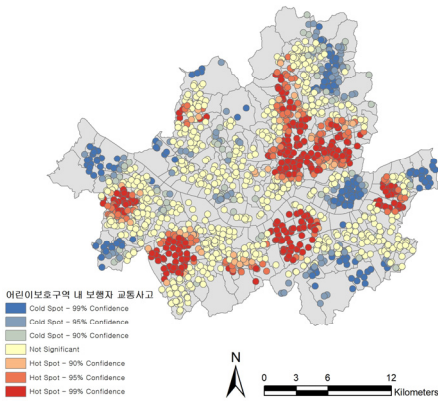 어린이보호구역 내 보행자 교통사고
Cold Spot - 99% Confidence
Cold Spot - 95% Confidence
Cold Spot - 90% Confidence
Not Significant
Hot Spot - 90% Confidence
Hot Spot - 95% Confidence
Hot Spot - 99% Confidence
N
0 3 6 12
Kilometers